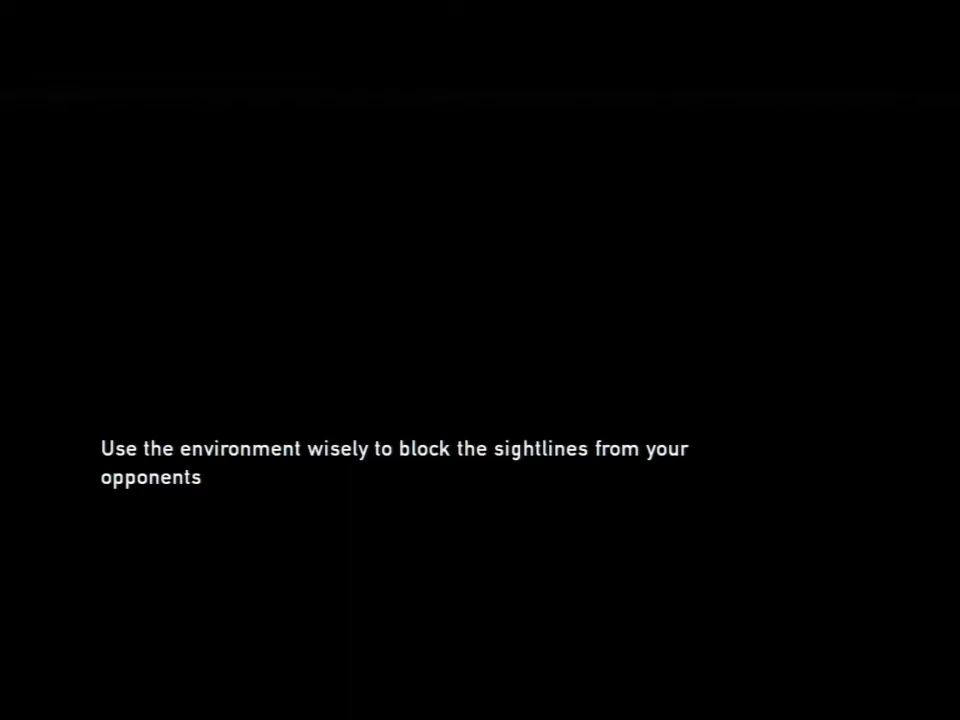 Use the environment wisely to block the sightlines from your
opponents